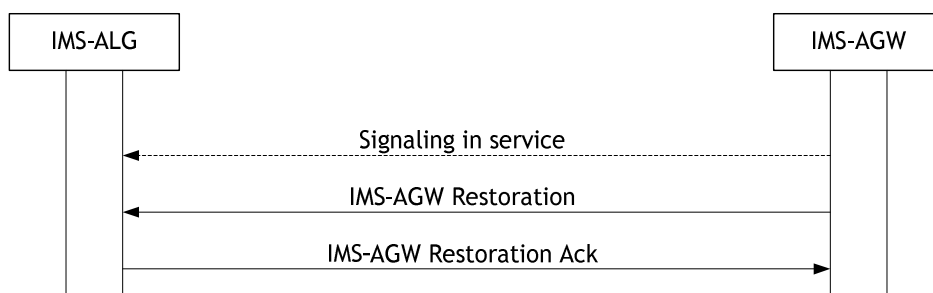 IMS-ALG
IMS-AGW
Signaling in service
IMS-AGW Restoration
IMS-AGW Restoration Ack